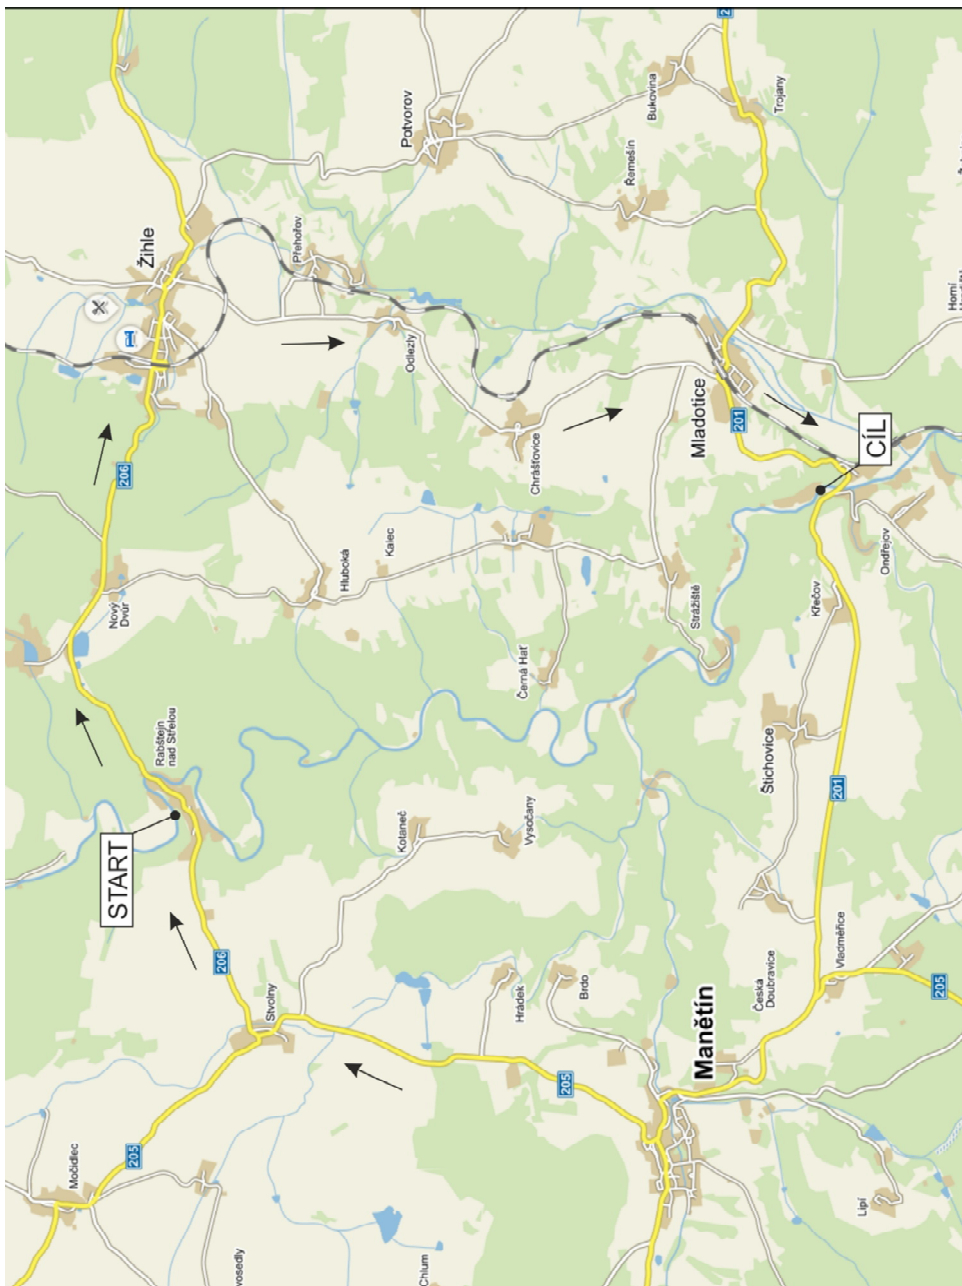 Močidlec
START
Nový
Dvůr
206
205
Žihle
Rabštejn
nad Střelou
206
vosedly
Stvolny
Přehořov
Hluboká
Kalec
Kotaneč
Potvorov
Odlezly
Chlum
Hrádek
Černá Hať
Vysočany
Chrášťovice
205
Brdo
Řemešín
Bukovina
Strážiště
Mladotice
Manětín
201
Česká
Doubravice
Štichovice
Trojany
Křečov
201
Vladměřice
Lipí
CÍL
Ondřejov
205
Horní